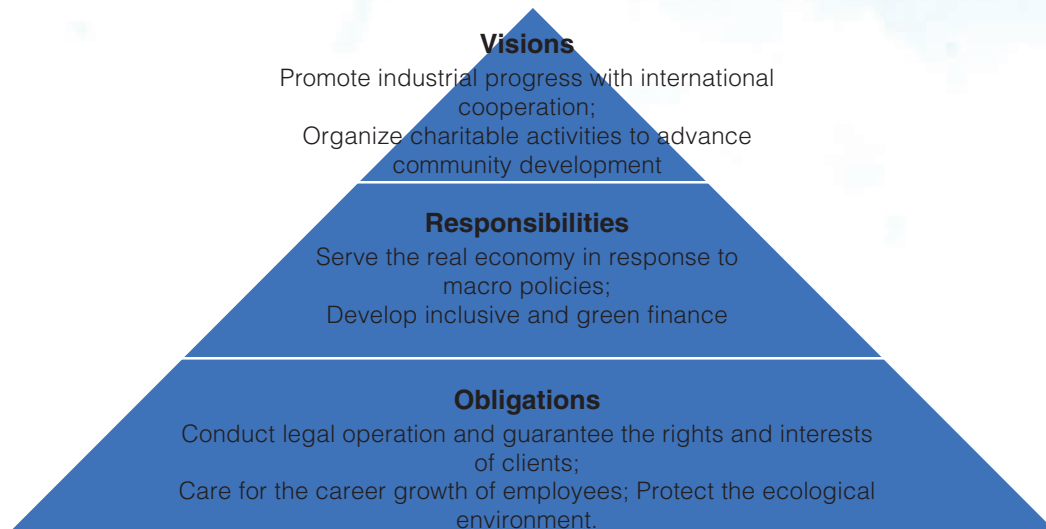 Visions
Promote industrial progress with international
cooperation;
Organize charitable activities to advance
community development
Responsibilities
Serve the real economy in response to
macro policies;
Develop inclusive and green finance
Obligations
Conduct legal operation and guarantee the rights and interests
of clients;
Care for the career growth of employees; Protect the ecological
environment.